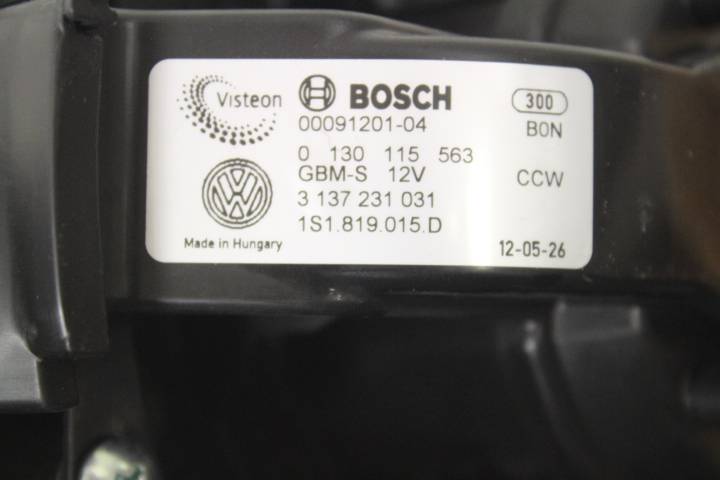 Visteon BOSCH 300
00091201-04 B0N
0 130 115 563
GBM-S 12V CCW
3 137 231 031
1S1.819.015.D
Made in Hungary 12-05-26